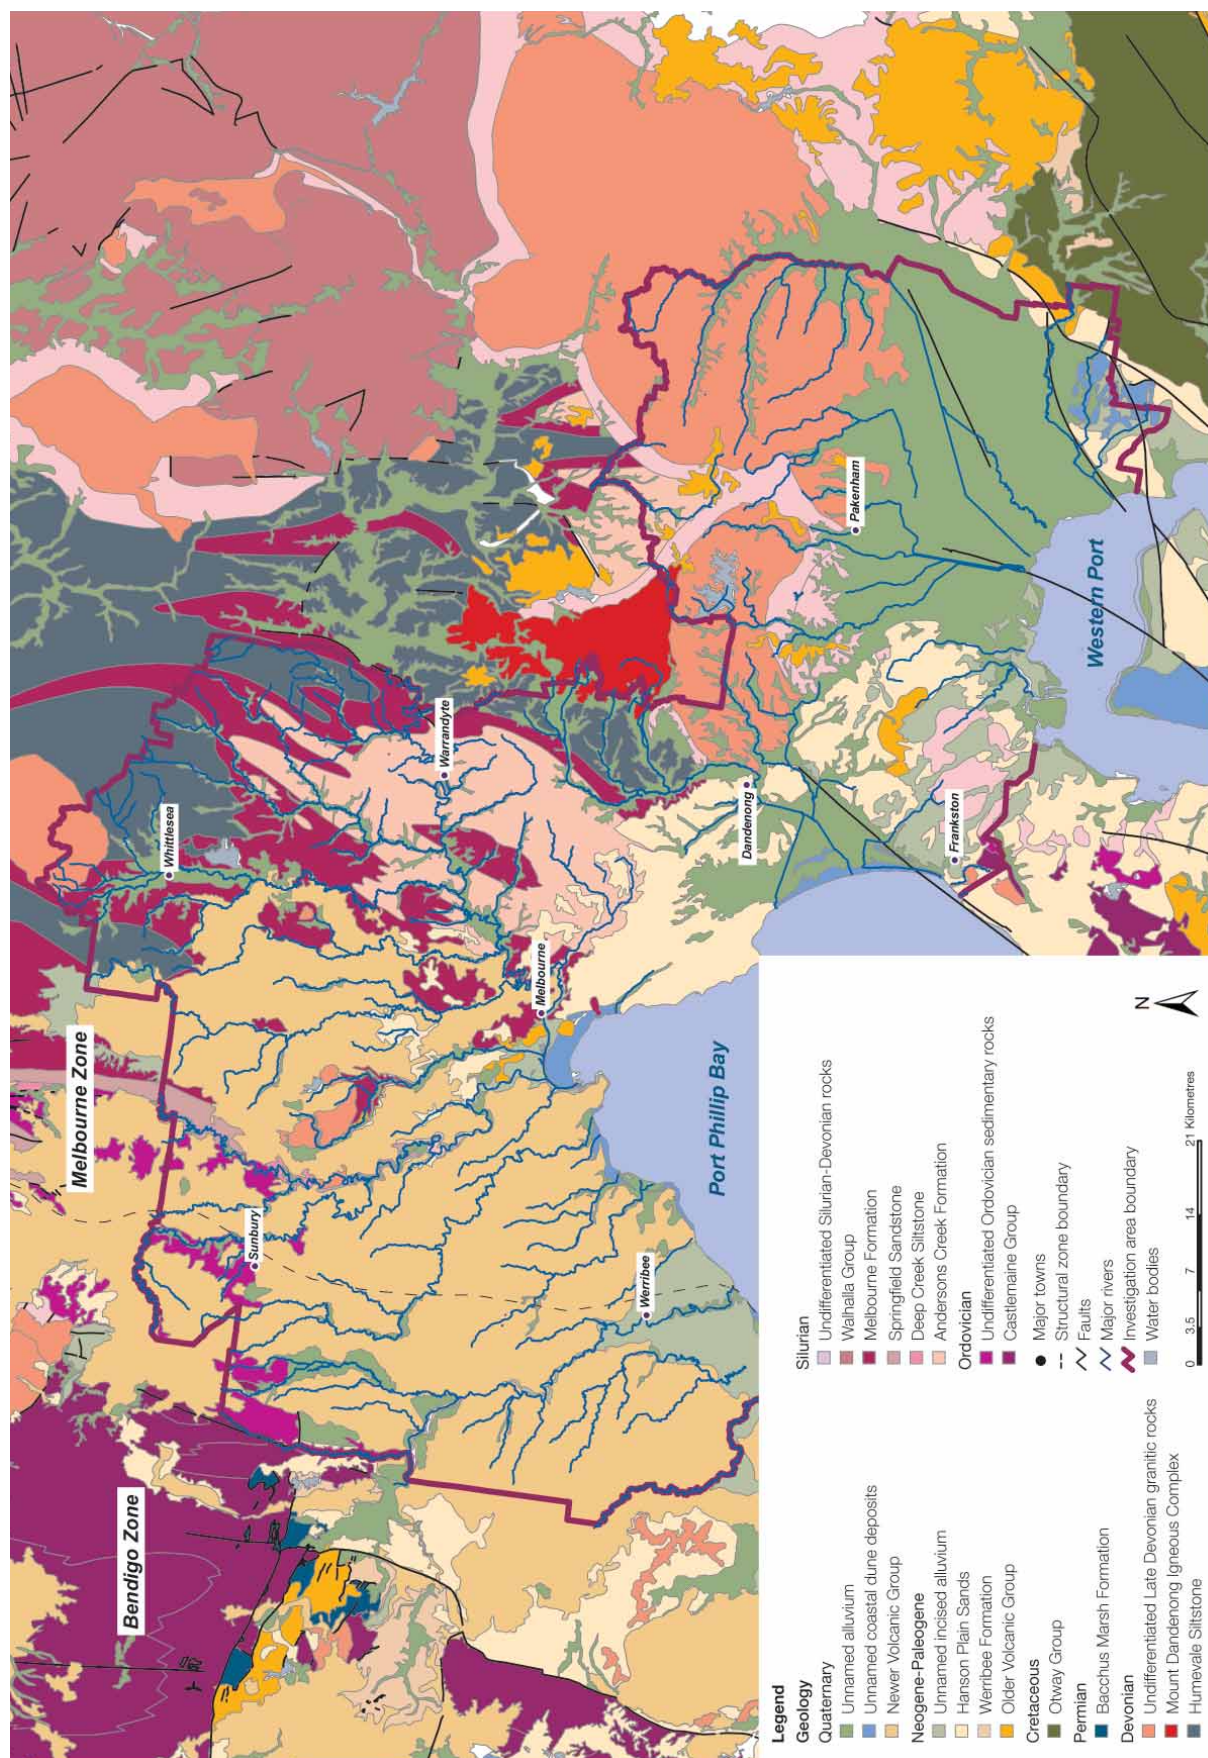 Bendigo Zone
Melbourne Zone
Whittlesea
Sunbury
Warrandyte
Melbourne
Werribee
Dandenong
Pakenham
Frankston
Port Phillip Bay
Western Port
Legend
Geology
Quaternary
Unnamed alluvium
Unnamed coastal dune deposits
Newer Volcanic Group
Neogene-Paleogene
Unnamed incised alluvium
Hanson Plain Sands
Werribee Formation
Older Volcanic Group
Cretaceous
Otway Group
Permian
Bacchus Marsh Formation
Devonian
Undifferentiated Late Devonian granitic rocks
Mount Dandenong Igneous Complex
Humevale Siltstone
Silurian
Undifferentiated Silurian-Devonian rocks
Walhalla Group
Melbourne Formation
Springfield Sandstone
Deep Creek Siltstone
Andersons Creek Formation
Ordovician
Undifferentiated Ordovician sedimentary rocks
Castlemaine Group
Major towns
Structural zone boundary
Faults
Major rivers
Investigation area boundary
Water bodies
N
0 3.5 7 14 21 Kilometres